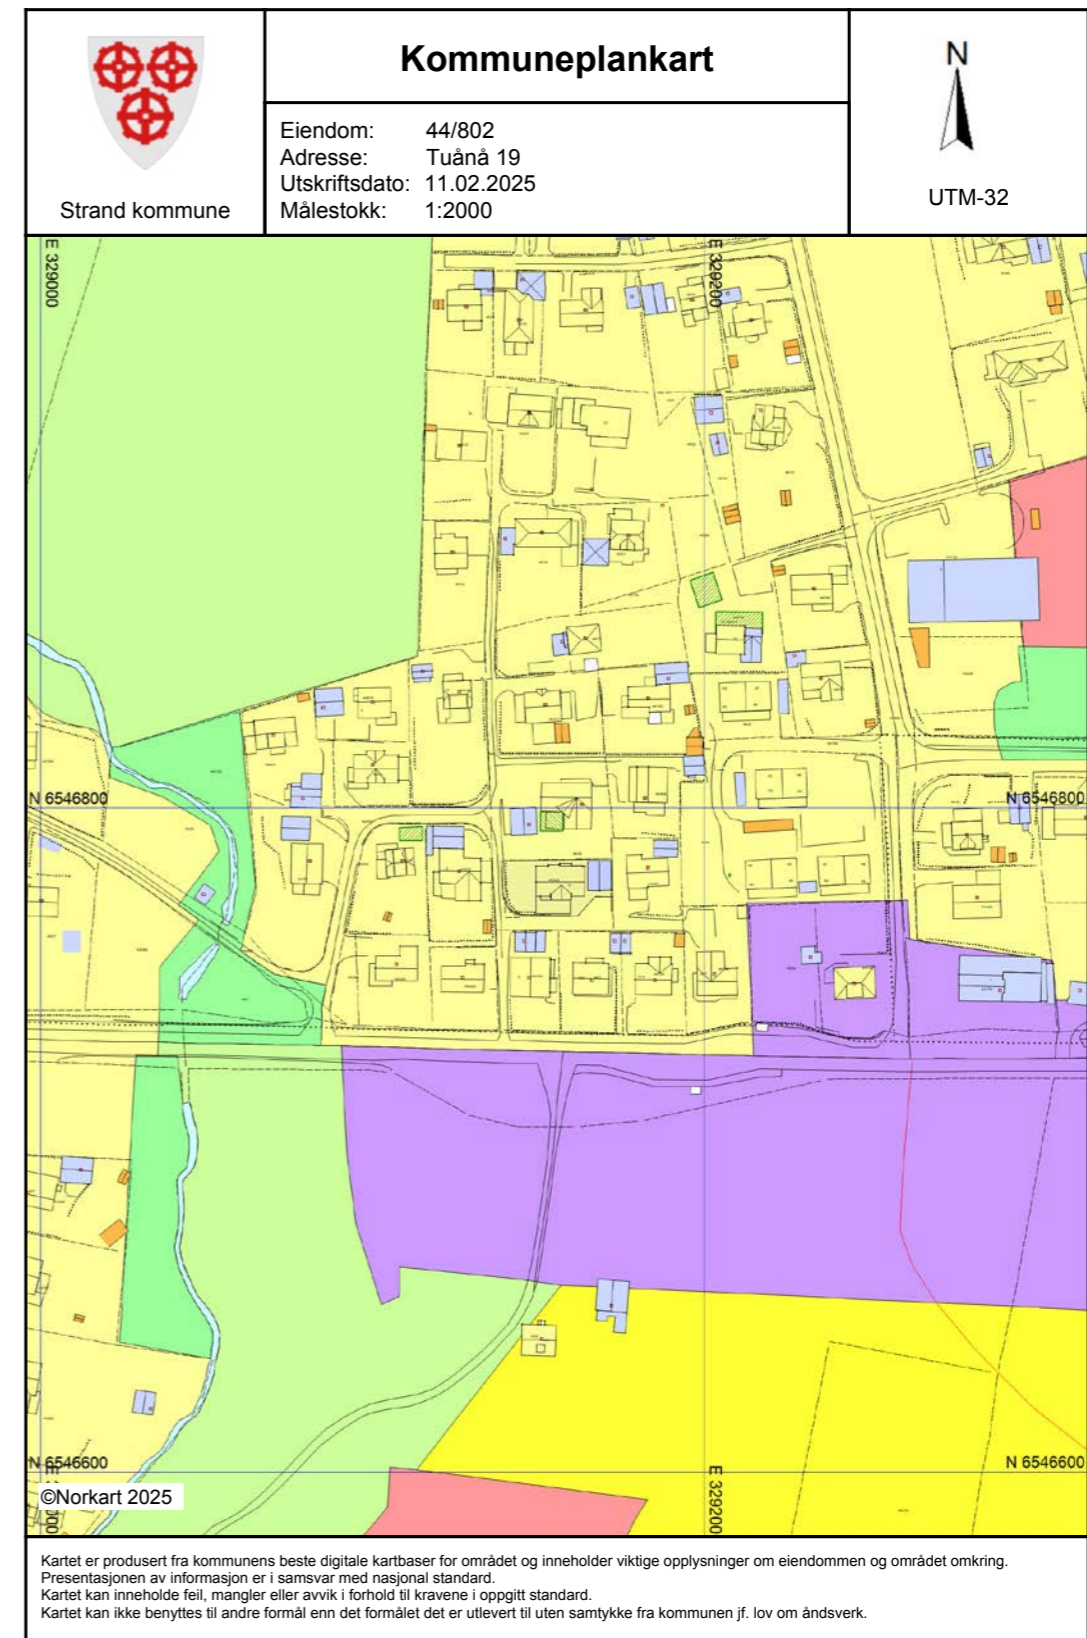 Kommuneplankart
Eiendom: 44/802
Adresse: Tuånå 19
Utskriftsdato: 11.02.2025
Målestokk: 1:2000
Strand kommune
N
UTM-32
E 329000
E 329200
N 6546800
N 6546800
N 6546600
N 6546600
E 329200
©Norkart 2025
Kartet er produsert fra kommunens beste digitale kartbaser for området og inneholder viktige opplysninger om eiendommen og området omkring.
Presentasjonen av informasjon er i samsvar med nasjonal standard.
Kartet kan inneholde feil, mangler eller avvik i forhold til kravene i oppgitt standard.
Kartet kan ikke benyttes til andre formål enn det formålet det er utlevert til uten samtykke fra kommunen jf. lov om åndsverk.